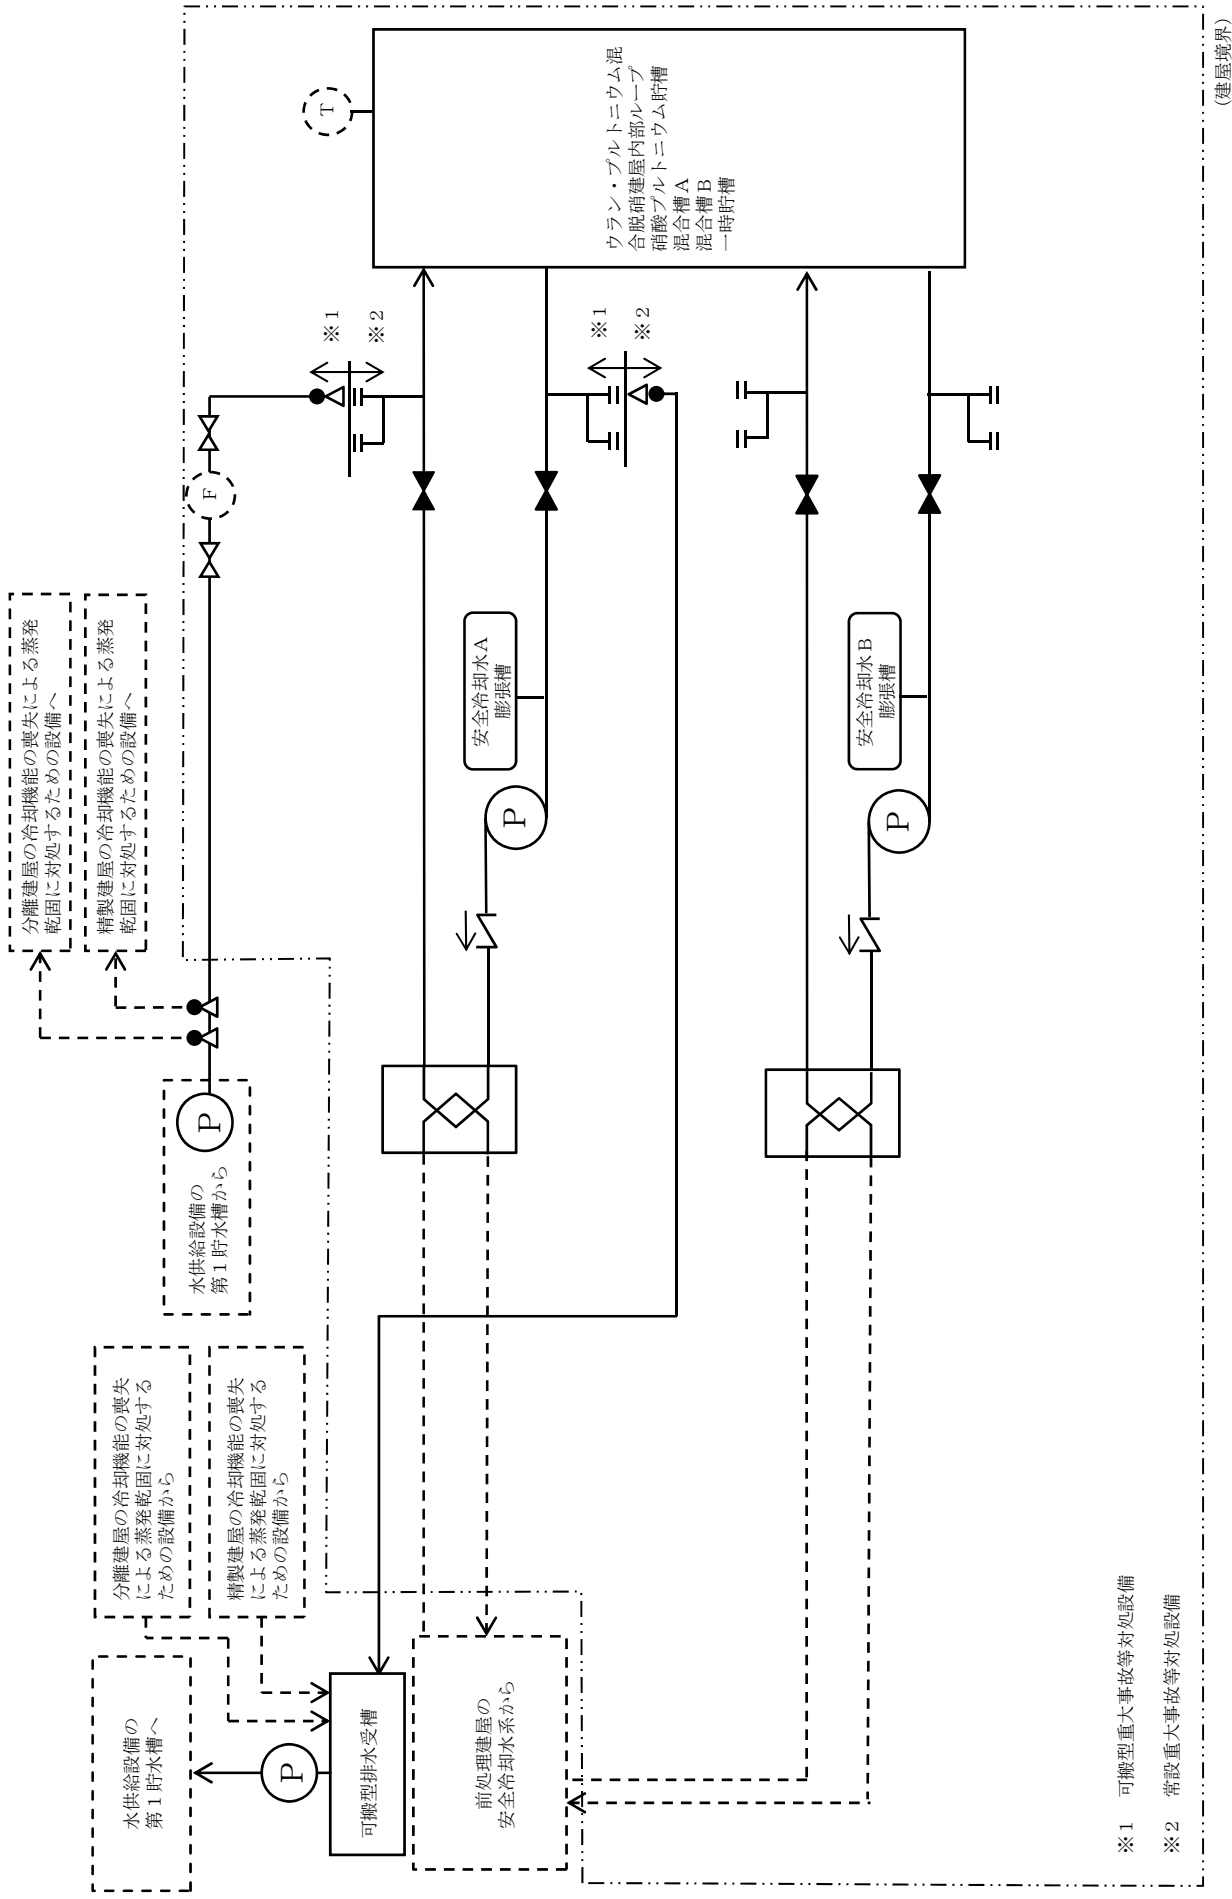 水供給設備の
第１貯水槽へ
分離建屋の冷却機能の喪失
による蒸発乾固に対処する
ための設備から
精製建屋の冷却機能の喪失
による蒸発乾固に対処する
ための設備から
P
可搬型排水受槽
前処理建屋の
安全冷却水系から
水供給設備の
第１貯水槽から
P
分離建屋の冷却機能の喪失による蒸発
乾固に対処するための設備へ
精製建屋の冷却機能の喪失による蒸発
乾固に対処するための設備へ
F
※１
※２
T
P
安全冷却水Ａ
膨張槽
※１
※２
P
安全冷却水Ｂ
膨張槽
ウラン・プルトニウム混
合脱硝建屋内部ループ
硝酸プルトニウム貯槽
混合槽Ａ
混合槽Ｂ
一時貯槽
※１　可搬型重大事故等対処設備
※２　常設重大事故等対処設備
（建屋境界）